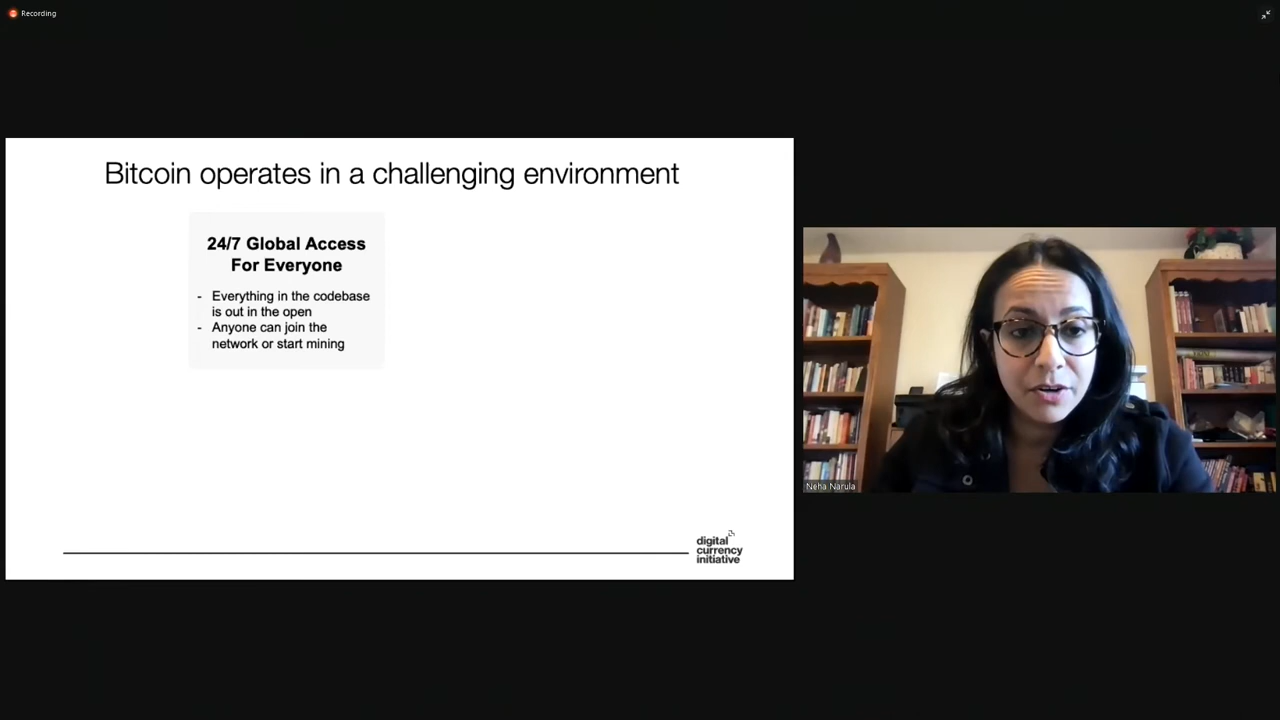 Recording
Bitcoin operates in a challenging environment
24/7 Global Access
For Everyone
- Everything in the codebase
is out in the open
- Anyone can join the
network or start mining
digital
currency
initiative
Neha Narula